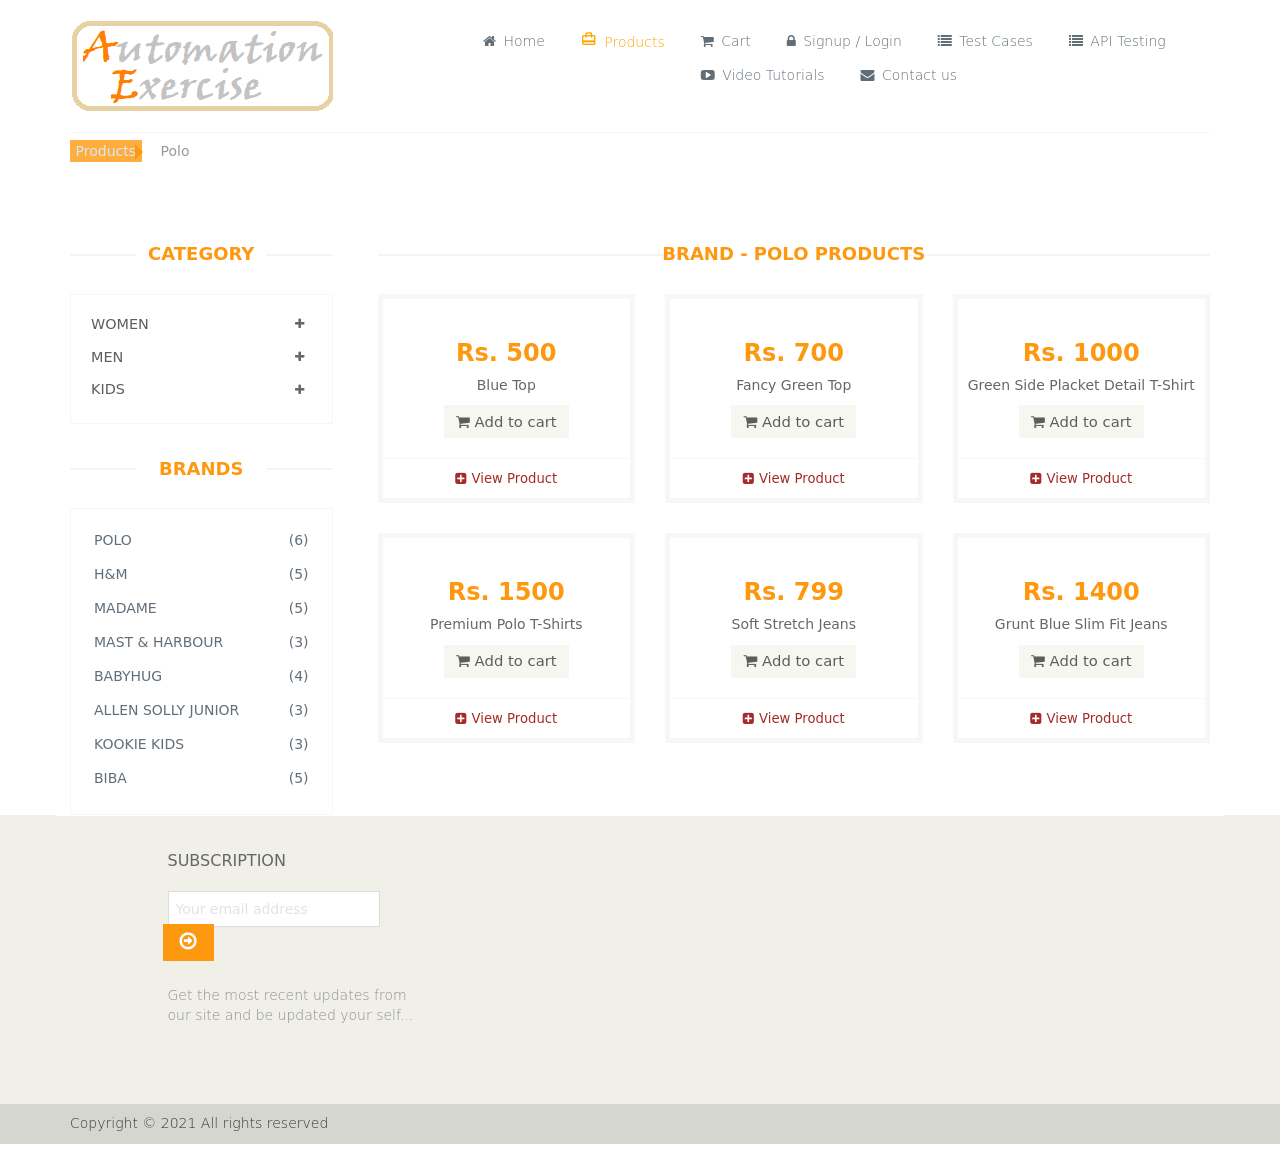 Automation
Exercise
Home
Products
Cart
Signup / Login
Test Cases
API Testing
Video Tutorials
Contact us
Products
Polo
CATEGORY
WOMEN
MEN
KIDS
BRANDS
POLO (6)
H&M (5)
MADAME (5)
MAST & HARBOUR (3)
BABYHUG (4)
ALLEN SOLLY JUNIOR (3)
KOOKIE KIDS (3)
BIBA (5)
BRAND - POLO PRODUCTS
Rs. 500
Blue Top
Add to cart
View Product
Rs. 700
Fancy Green Top
Add to cart
View Product
Rs. 1000
Green Side Placket Detail T-Shirt
Add to cart
View Product
Rs. 1500
Premium Polo T-Shirts
Add to cart
View Product
Rs. 799
Soft Stretch Jeans
Add to cart
View Product
Rs. 1400
Grunt Blue Slim Fit Jeans
Add to cart
View Product
SUBSCRIPTION
Your email address
Get the most recent updates from
our site and be updated your self...
Copyright © 2021 All rights reserved